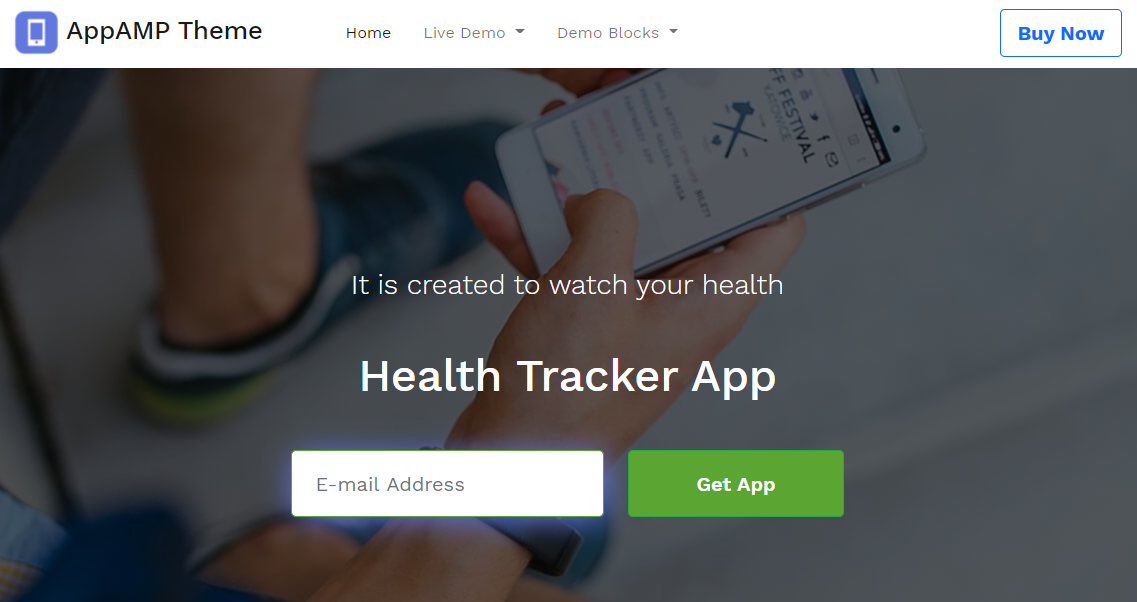 AppAMP Theme
Home
Live Demo
Demo Blocks
Buy Now
FF FESTIVAL
KATOWICE
It is created to watch your health
Health Tracker App
E-mail Address
Get App